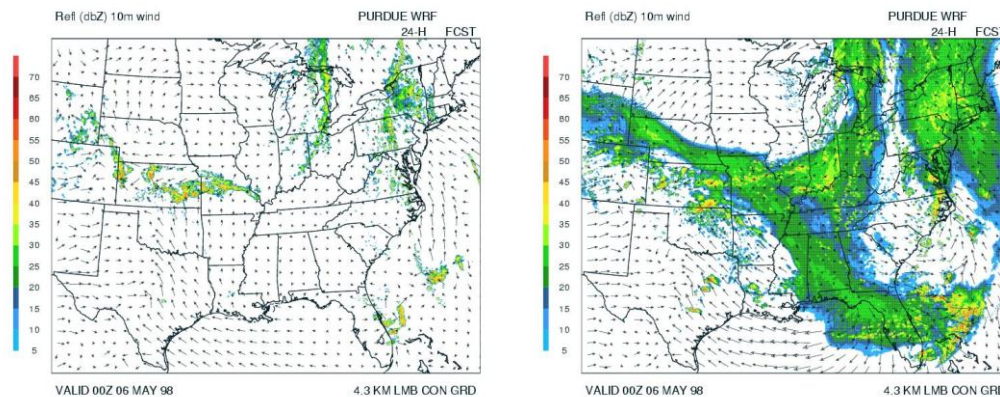 Refl (dbZ) 10m wind
PURDUE WRF
24-H FCST
70
65
60
55
50
45
40
35
30
25
20
15
10
5
VALID 00Z 06 MAY 98
4.3 KM LMB CON GRD
Refl (dbZ) 10m wind
PURDUE WRF
24-H FCST
70
65
60
55
50
45
40
35
30
25
20
15
10
5
VALID 00Z 06 MAY 98
4.3 KM LMB CON GRD